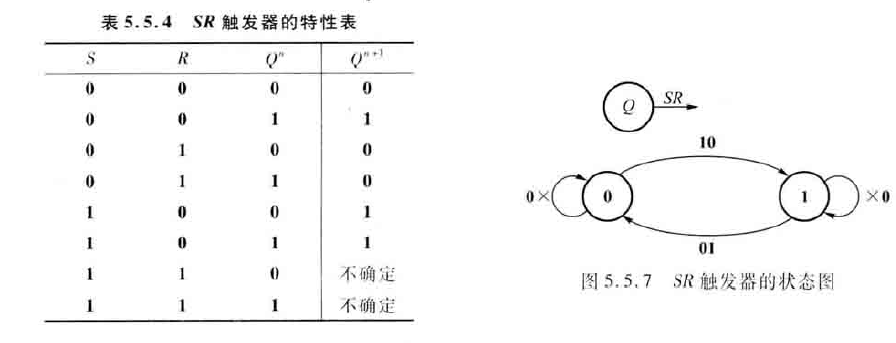 表 5.5.4 SR 触发器的特性表
S R Qⁿ Qⁿ⁺¹
0 0 0 0
0 0 1 1
0 1 0 0
0 1 1 0
1 0 0 1
1 0 1 1
1 1 0 不确定
1 1 1 不确定
Q SR
10
0× 0 1 ×0
01
图 5.5.7 SR 触发器的状态图